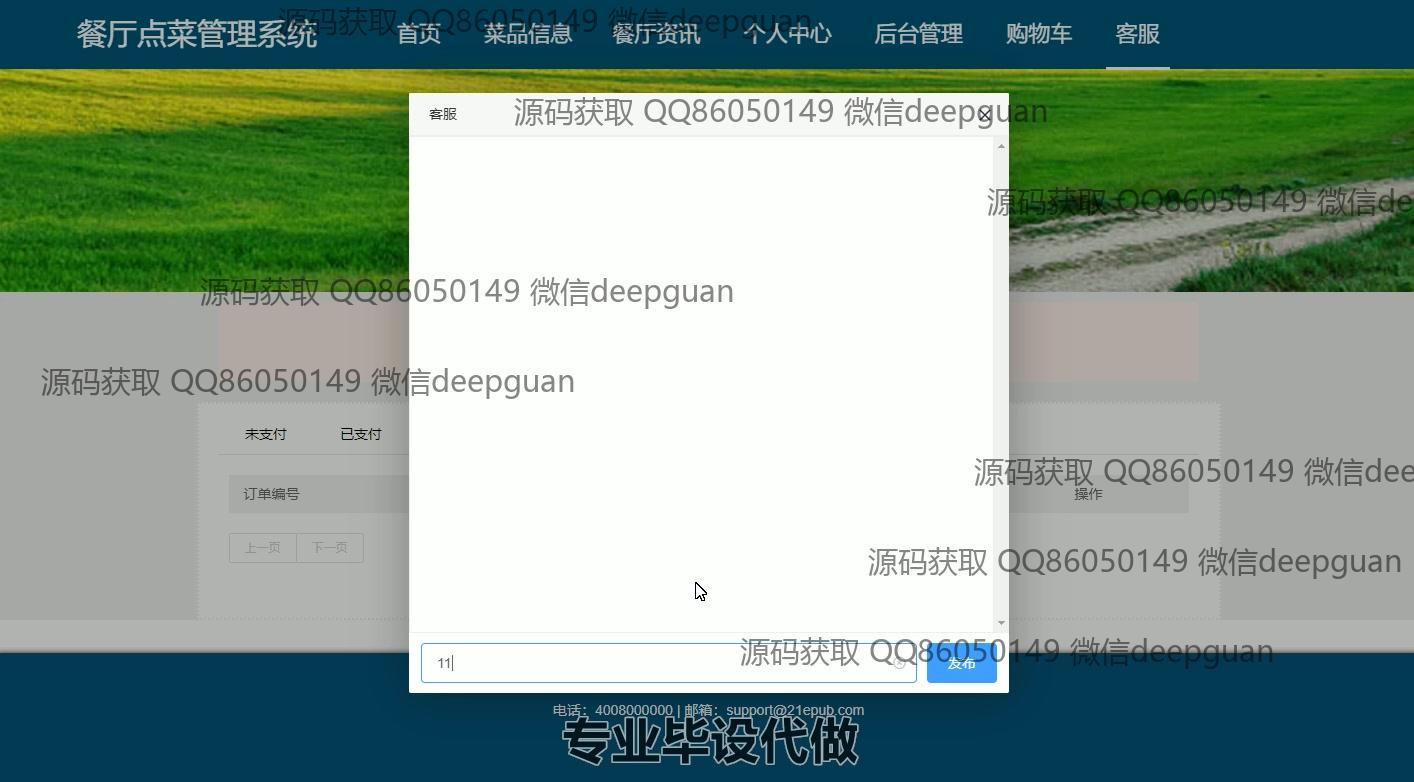 餐厅点菜管理系统 首页 菜品信息 餐厅资讯 个人中心 后台管理 购物车 客服
源码获取 QQ86050149 微信deepguan
客服
源码获取 QQ86050149 微信deepguan
源码获取 QQ86050149 微信de
源码获取 QQ86050149 微信deepguan
源码获取 QQ86050149 微信deepguan
未支付 已支付
源码获取 QQ86050149 微信dee
订单编号 操作
上一页 下一页
源码获取 QQ86050149 微信deepguan
源码获取 QQ86050149 微信deepguan
11 发布
电话：4008000000 | 邮箱：support@21epub.com
专业毕设代做